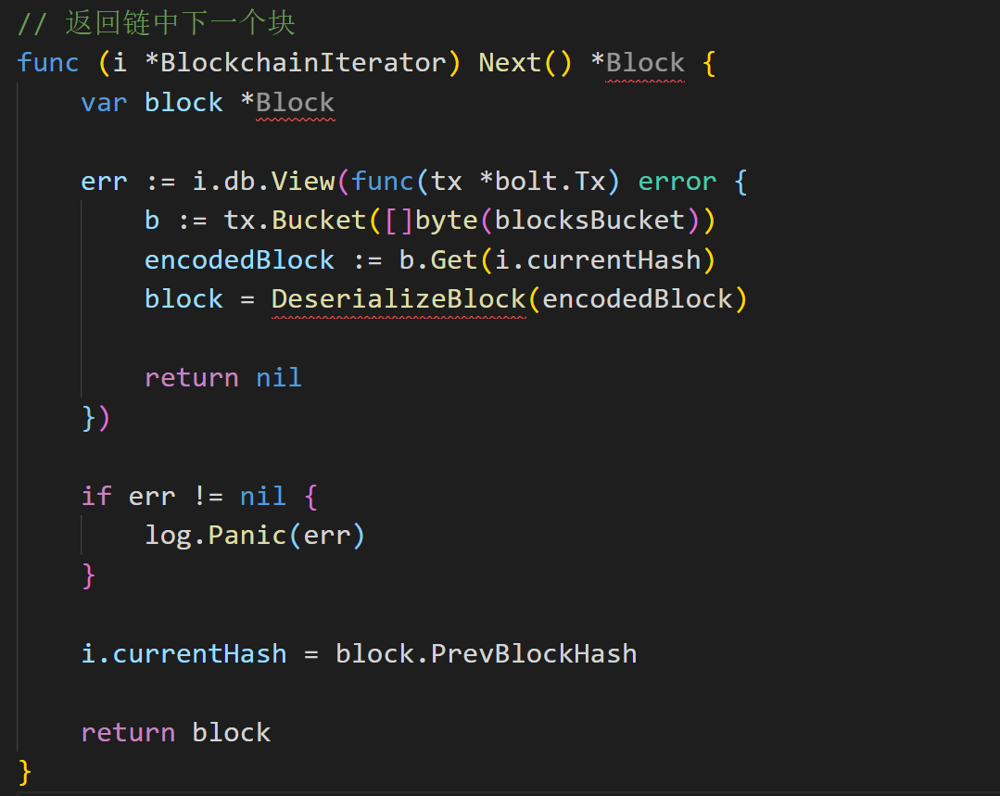 // 返回链中下一个块
func (i *BlockchainIterator) Next() *Block {
var block *Block
err := i.db.View(func(tx *bolt.Tx) error {
b := tx.Bucket([]byte(blocksBucket))
encodedBlock := b.Get(i.currentHash)
block = DeserializeBlock(encodedBlock)
return nil
})
if err != nil {
log.Panic(err)
}
i.currentHash = block.PrevBlockHash
return block
}